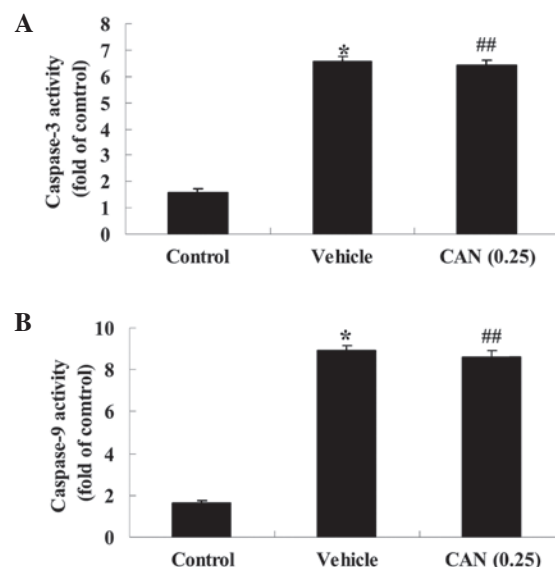 A
Caspase-3 activity
(fold of comtrol)
8
7
6
5
4
3
2
1
0
*
##
Control Vehicle CAN (0.25)
B
Caspase-9 activity
(fold of comtrol)
10
8
6
4
2
0
*
##
Control Vehicle CAN (0.25)